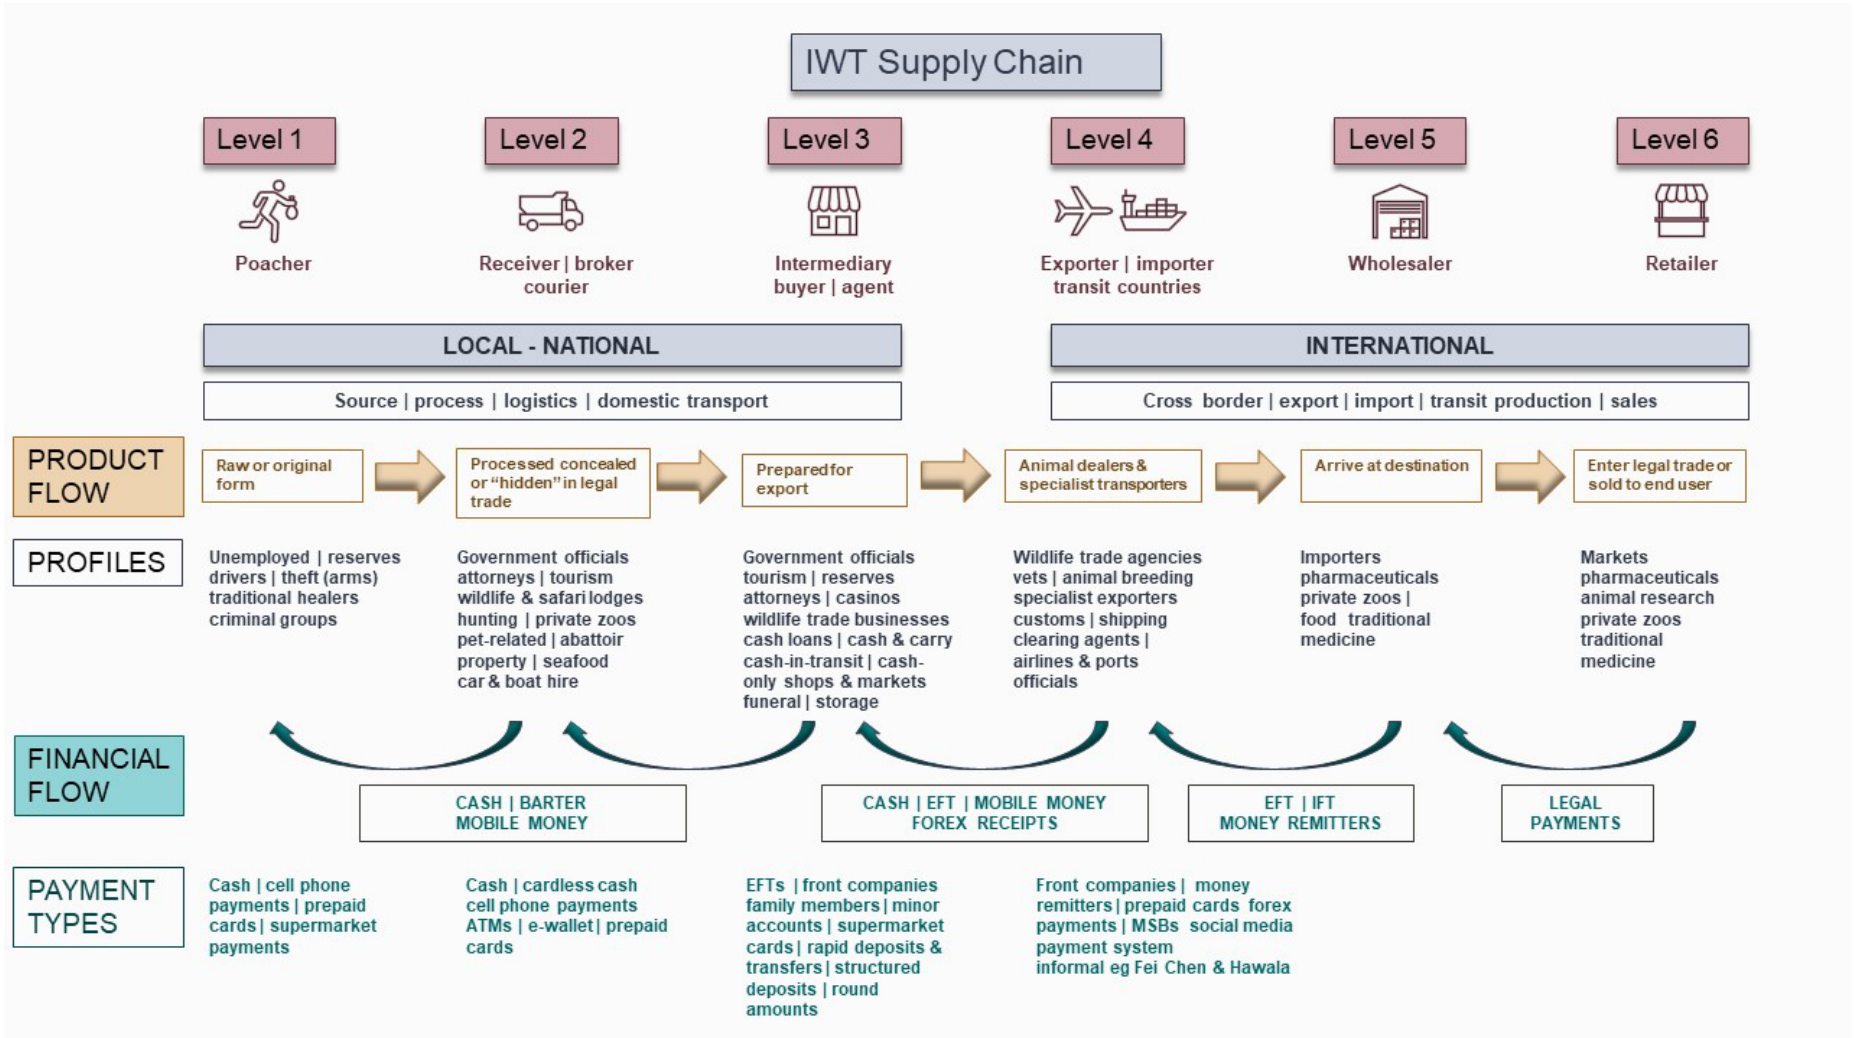 IWT Supply Chain
Level 1
Level 2
Level 3
Level 4
Level 5
Level 6
Poacher
Receiver | broker
courier
Intermediary
buyer | agent
Exporter | importer
transit countries
Wholesaler
Retailer
LOCAL - NATIONAL
INTERNATIONAL
Source | process | logistics | domestic transport
Cross border | export | import | transit production | sales
PRODUCT
FLOW
Raw or original
form
Processed concealed
or “hidden” in legal
trade
Prepared for
export
Animal dealers &
specialist transporters
Arrive at destination
Enter legal trade or
sold to end user
PROFILES
Unemployed | reserves
drivers | theft (arms)
traditional healers
criminal groups
Government officials
attorneys | tourism
wildlife & safari lodges
hunting | private zoos
pet-related | abattoir
property | seafood
car & boat hire
Government officials
tourism | reserves
attorneys | casinos
wildlife trade businesses
cash loans | cash & carry
cash-in-transit | cash-
only shops & markets
funeral | storage
Wildlife trade agencies
vets | animal breeding
specialist exporters
customs | shipping
clearing agents |
airlines & ports
officials
Importers
pharmaceuticals
private zoos |
food traditional
medicine
Markets
pharmaceuticals
animal research
private zoos
traditional
medicine
FINANCIAL
FLOW
CASH | BARTER
MOBILE MONEY
CASH | EFT | MOBILE MONEY
FOREX RECEIPTS
EFT | IFT
MONEY REMITTERS
LEGAL
PAYMENTS
PAYMENT
TYPES
Cash | cell phone
payments | prepaid
cards | supermarket
payments
Cash | cardless cash
cell phone payments
ATMs | e-wallet | prepaid
cards
EFTs | front companies
family members | minor
accounts | supermarket
cards | rapid deposits &
transfers | structured
deposits | round
amounts
Front companies | money
remitters | prepaid cards forex
payments | MSBs social media
payment system
informal eg Fei Chen & Hawala